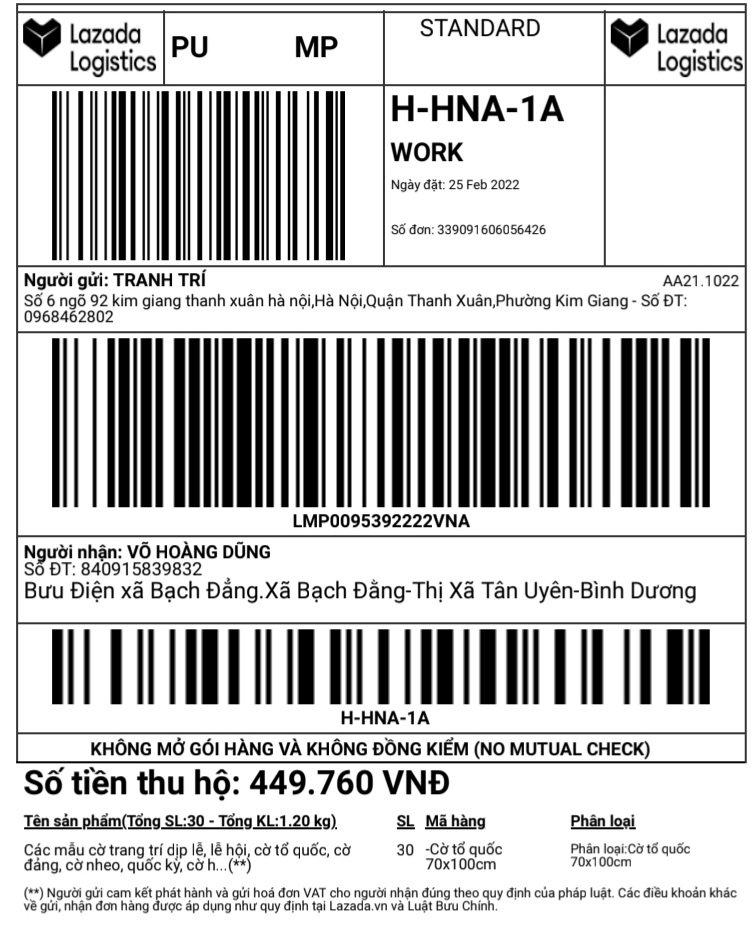 Lazada
Logistics
PU MP
STANDARD
Lazada
Logistics
H-HNA-1A
WORK
Ngày đặt: 25 Feb 2022
Số đơn: 339091606056426
Người gửi: TRANH TRÍ
AA21.1022
Số 6 ngõ 92 kim giang thanh xuân hà nội,Hà Nội,Quận Thanh Xuân,Phường Kim Giang - Số ĐT:
0968462802
LMP0095392222VNA
Người nhận: VÕ HOÀNG DŨNG
Số ĐT: 840915839832
Bưu Điện xã Bạch Đẳng.Xã Bạch Đằng-Thị Xã Tân Uyên-Bình Dương
H-HNA-1A
KHÔNG MỞ GÓI HÀNG VÀ KHÔNG ĐỒNG KIỂM (NO MUTUAL CHECK)
Số tiền thu hộ: 449.760 VNĐ
Tên sản phẩm(Tổng SL:30 - Tổng KL:1.20 kg) SL Mã hàng Phân loại
Các mẫu cờ trang trí dịp lễ, lễ hội, cờ tổ quốc, cờ 30 -Cờ tổ quốc Phân loại:Cờ tổ quốc
đảng, cờ nheo, quốc kỳ, cờ h...(**) 70x100cm 70x100cm
(**) Người gửi cam kết phát hành và gửi hoá đơn VAT cho người nhận đúng theo quy định của pháp luật. Các điều khoản khác
về gửi, nhận đơn hàng được áp dụng như quy định tại Lazada.vn và Luật Bưu Chính.